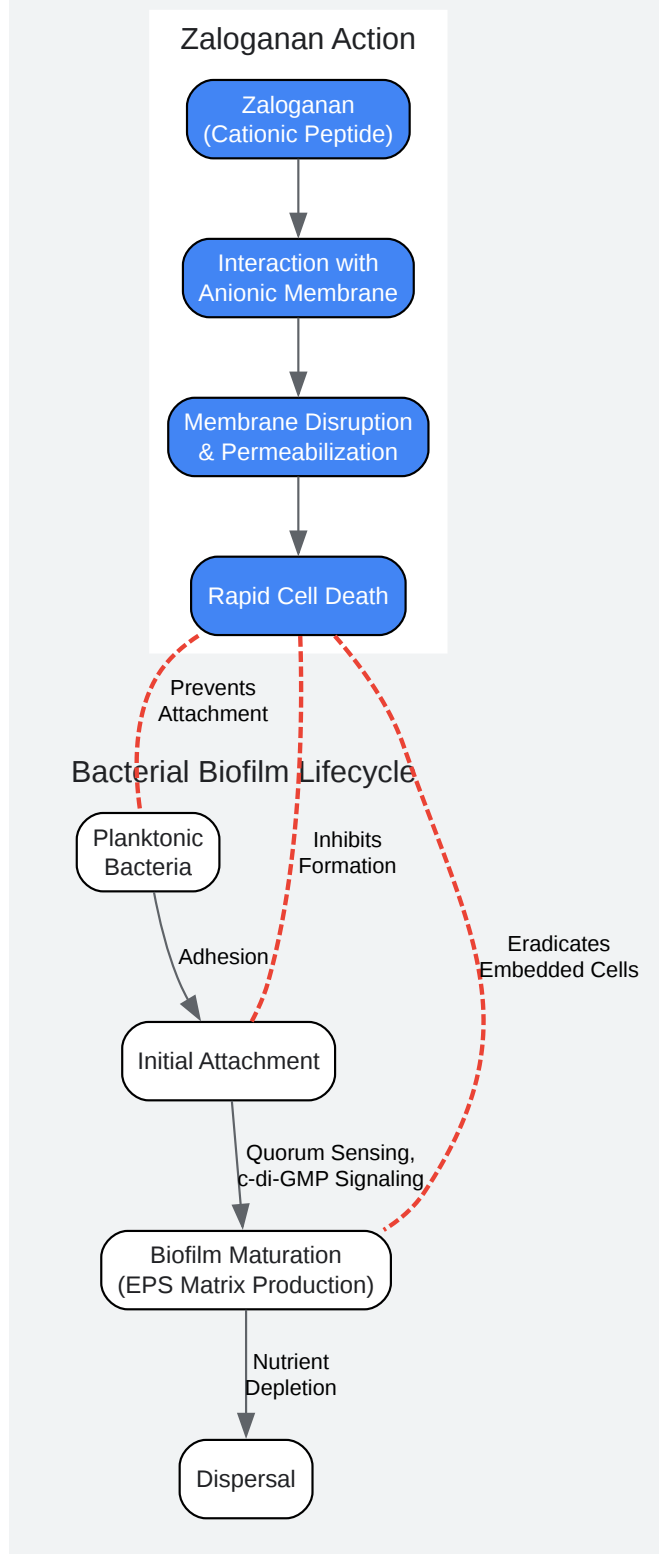 Zaloganan Action
Zaloganan
(Cationic Peptide)
Interaction with
Anionic Membrane
Membrane Disruption
& Permeabilization
Rapid Cell Death
Prevents
Attachment
Bacterial Biofilm Lifecycle
Planktonic
Bacteria
Inhibits
Formation
Adhesion
Eradicates
Embedded Cells
Initial Attachment
Quorum Sensing,
c-di-GMP Signaling
Biofilm Maturation
(EPS Matrix Production)
Nutrient
Depletion
Dispersal